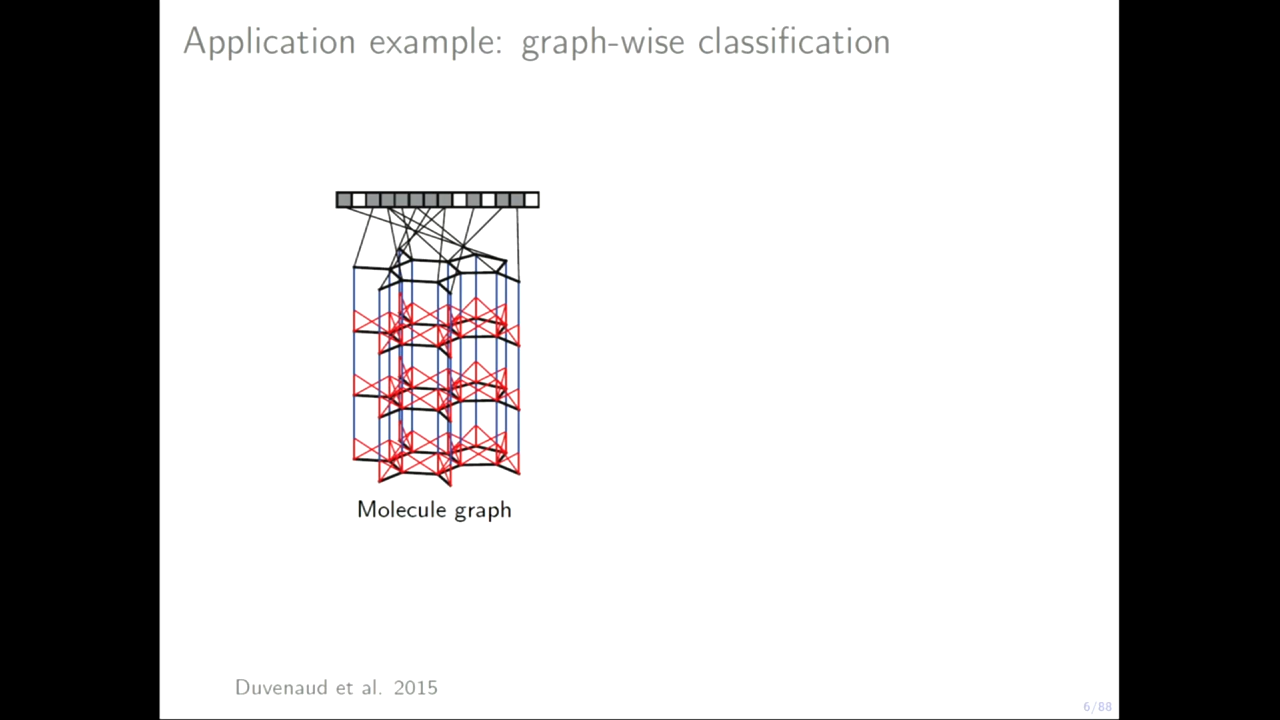 Application example: graph-wise classification
Molecule graph
Duvenaud et al. 2015
6/88